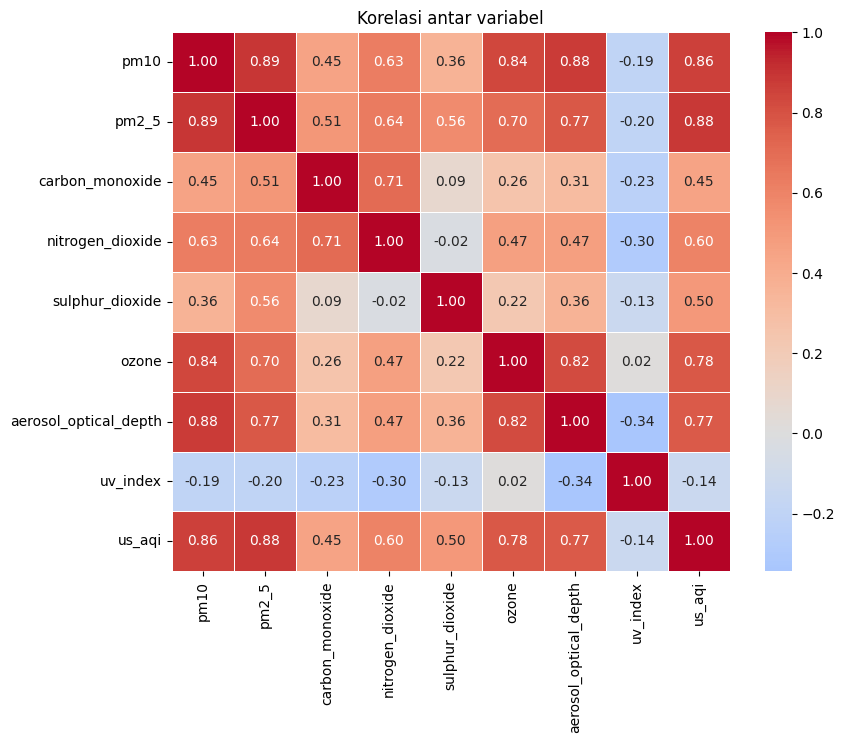 Korelasi antar variabel
pm10 1.00 0.89 0.45 0.63 0.36 0.84 0.88 -0.19 0.86
pm2_5 0.89 1.00 0.51 0.64 0.56 0.70 0.77 -0.20 0.88
carbon_monoxide 0.45 0.51 1.00 0.71 0.09 0.26 0.31 -0.23 0.45
nitrogen_dioxide 0.63 0.64 0.71 1.00 -0.02 0.47 0.47 -0.30 0.60
sulphur_dioxide 0.36 0.56 0.09 -0.02 1.00 0.22 0.36 -0.13 0.50
ozone 0.84 0.70 0.26 0.47 0.22 1.00 0.82 0.02 0.78
aerosol_optical_depth 0.88 0.77 0.31 0.47 0.36 0.82 1.00 -0.34 0.77
uv_index -0.19 -0.20 -0.23 -0.30 -0.13 0.02 -0.34 1.00 -0.14
us_aqi 0.86 0.88 0.45 0.60 0.50 0.78 0.77 -0.14 1.00
pm10
pm2_5
carbon_monoxide
nitrogen_dioxide
sulphur_dioxide
ozone
aerosol_optical_depth
uv_index
us_aqi
1.0
0.8
0.6
0.4
0.2
0.0
−0.2